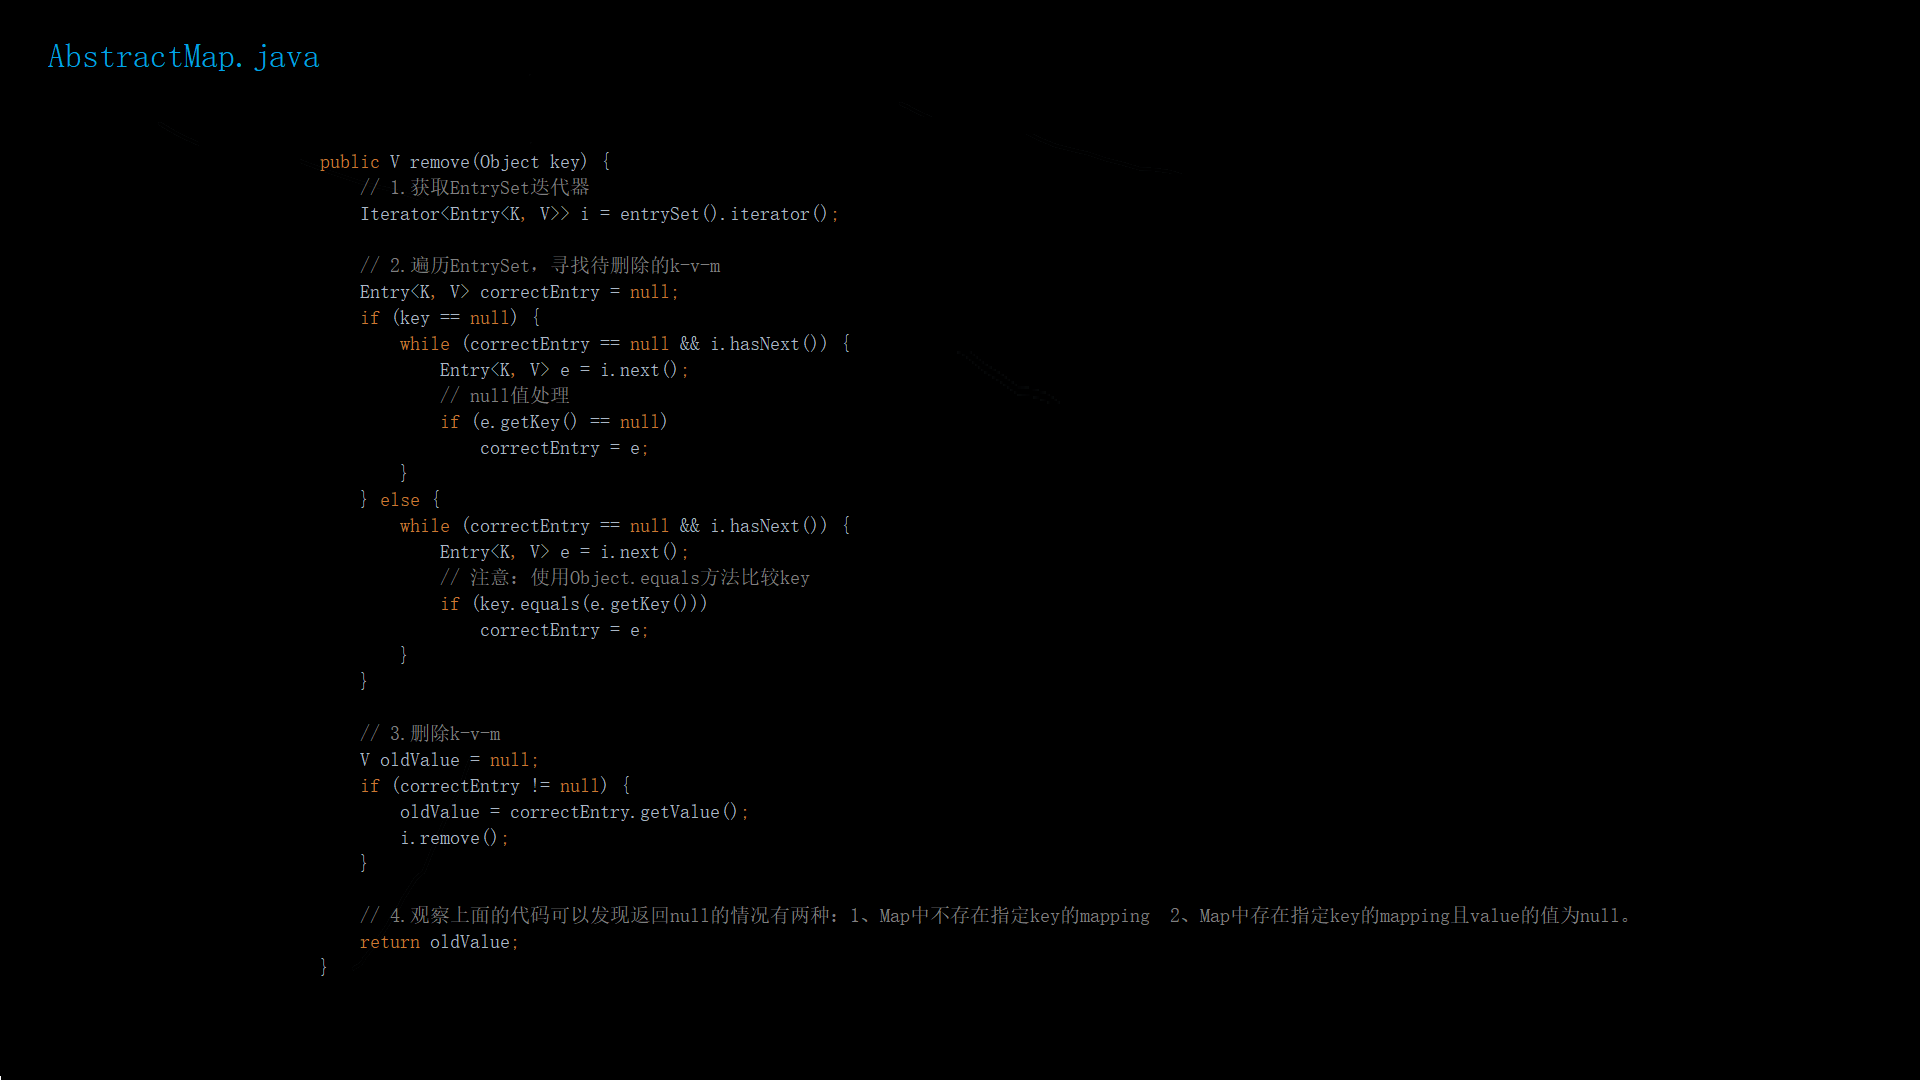 AbstractMap.java
public V remove(Object key) {
    // 1.获取EntrySet迭代器
    Iterator<Entry<K, V>> i = entrySet().iterator();
    // 2.遍历EntrySet，寻找待删除的k-v-m
    Entry<K, V> correctEntry = null;
    if (key == null) {
        while (correctEntry == null && i.hasNext()) {
            Entry<K, V> e = i.next();
            // null值处理
            if (e.getKey() == null)
                correctEntry = e;
        }
    } else {
        while (correctEntry == null && i.hasNext()) {
            Entry<K, V> e = i.next();
            // 注意：使用Object.equals方法比较key
            if (key.equals(e.getKey()))
                correctEntry = e;
        }
    }
    // 3.删除k-v-m
    V oldValue = null;
    if (correctEntry != null) {
        oldValue = correctEntry.getValue();
        i.remove();
    }
    // 4.观察上面的代码可以发现返回null的情况有两种：1、Map中不存在指定key的mapping  2、Map中存在指定key的mapping且value的值为null。
    return oldValue;
}